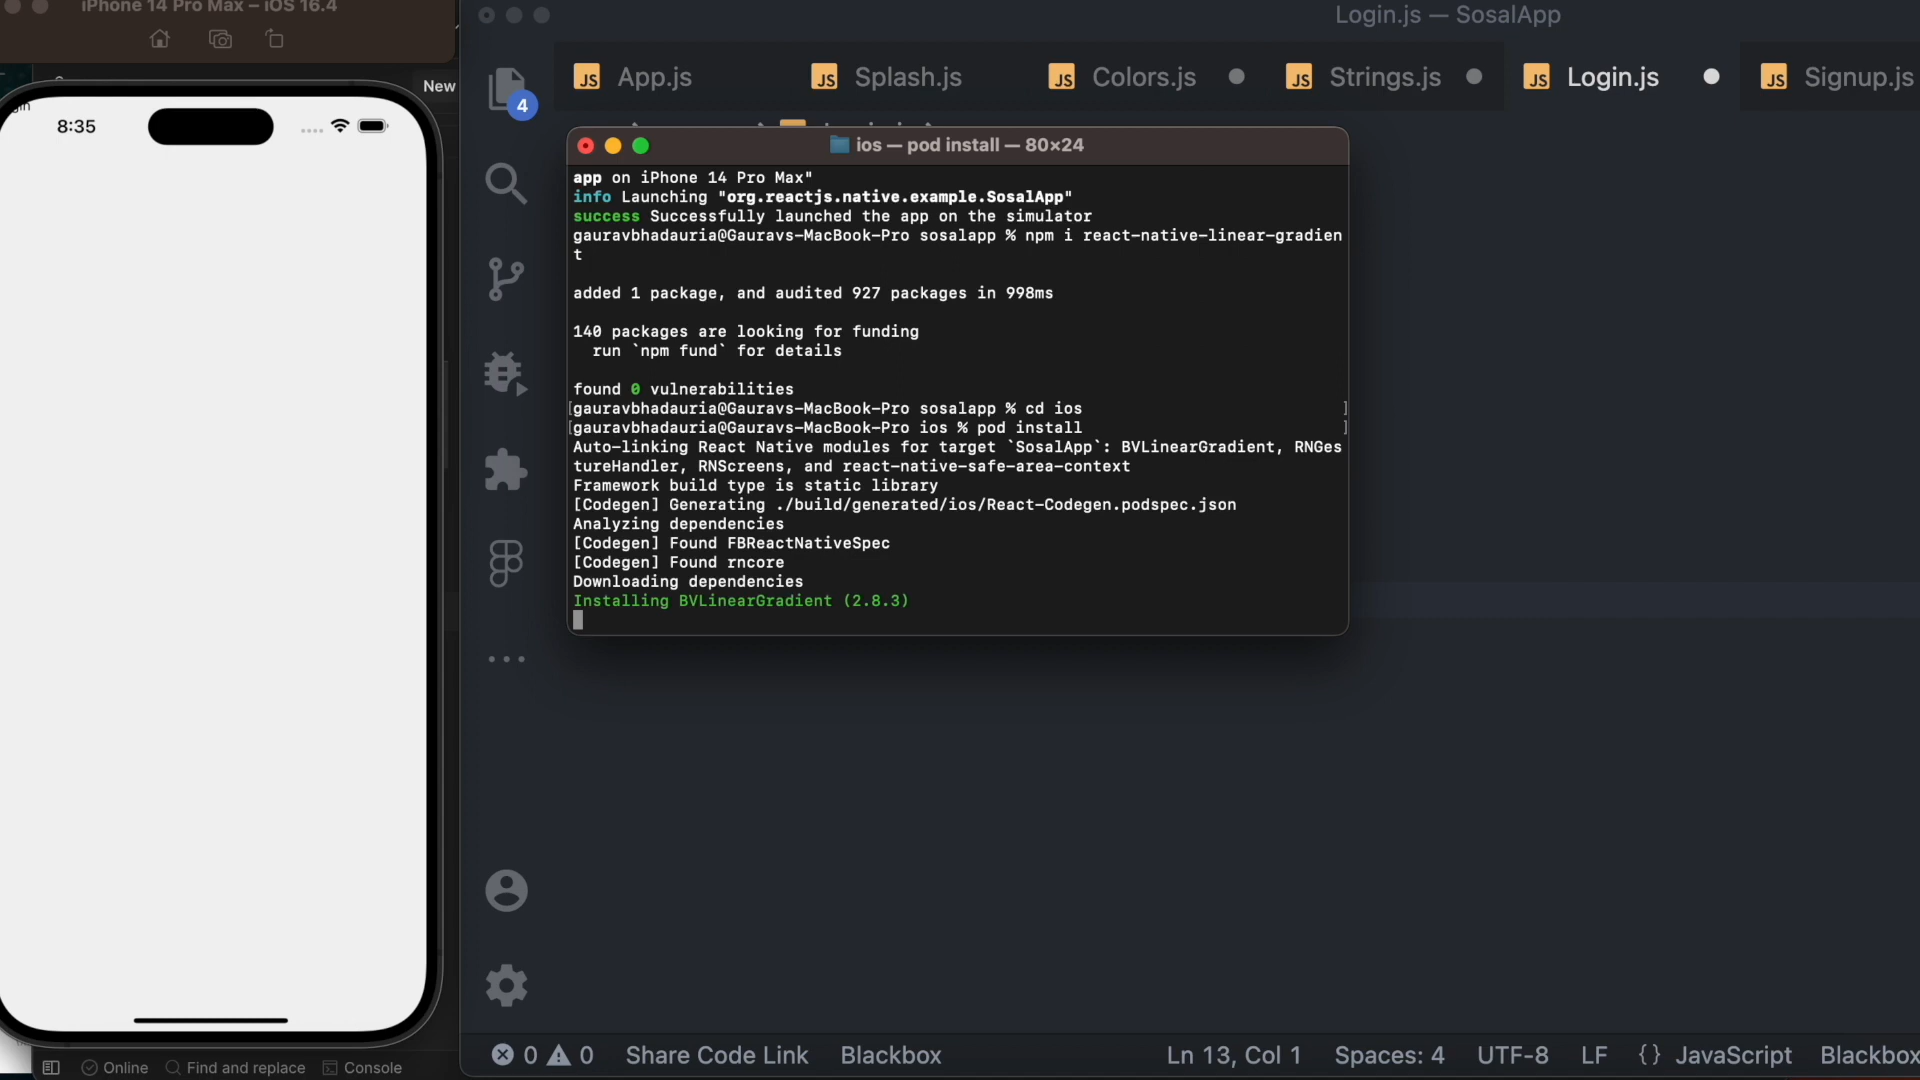 iPhone 14 Pro Max – iOS 16.4
New
8:35
Online
Find and replace
Console
Login.js — SosalApp
4
JS App.js
JS Splash.js
JS Colors.js
JS Strings.js
JS Login.js
JS Signup.js
ios — pod install — 80×24
app on iPhone 14 Pro Max"
info Launching "org.reactjs.native.example.SosalApp"
success Successfully launched the app on the simulator
gauravbhadauria@Gauravs-MacBook-Pro sosalapp % npm i react-native-linear-gradien
t
added 1 package, and audited 927 packages in 998ms
140 packages are looking for funding
run `npm fund` for details
found 0 vulnerabilities
[gauravbhadauria@Gauravs-MacBook-Pro sosalapp % cd ios ]
[gauravbhadauria@Gauravs-MacBook-Pro ios % pod install ]
Auto-linking React Native modules for target `SosalApp`: BVLinearGradient, RNGes
tureHandler, RNScreens, and react-native-safe-area-context
Framework build type is static library
[Codegen] Generating ./build/generated/ios/React-Codegen.podspec.json
Analyzing dependencies
[Codegen] Found FBReactNativeSpec
[Codegen] Found rncore
Downloading dependencies
Installing BVLinearGradient (2.8.3)
0 0 Share Code Link Blackbox Ln 13, Col 1 Spaces: 4 UTF-8 LF {} JavaScript Blackbox